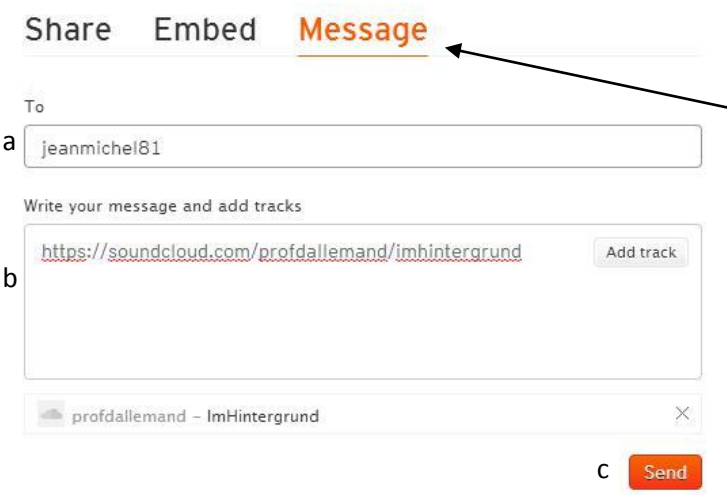 Share Embed Message
To
a jeanmichel81
Write your message and add tracks
https://soundcloud.com/profdallemand/imhintergrund Add track
b
profdallemand – ImHintergrund
c Send